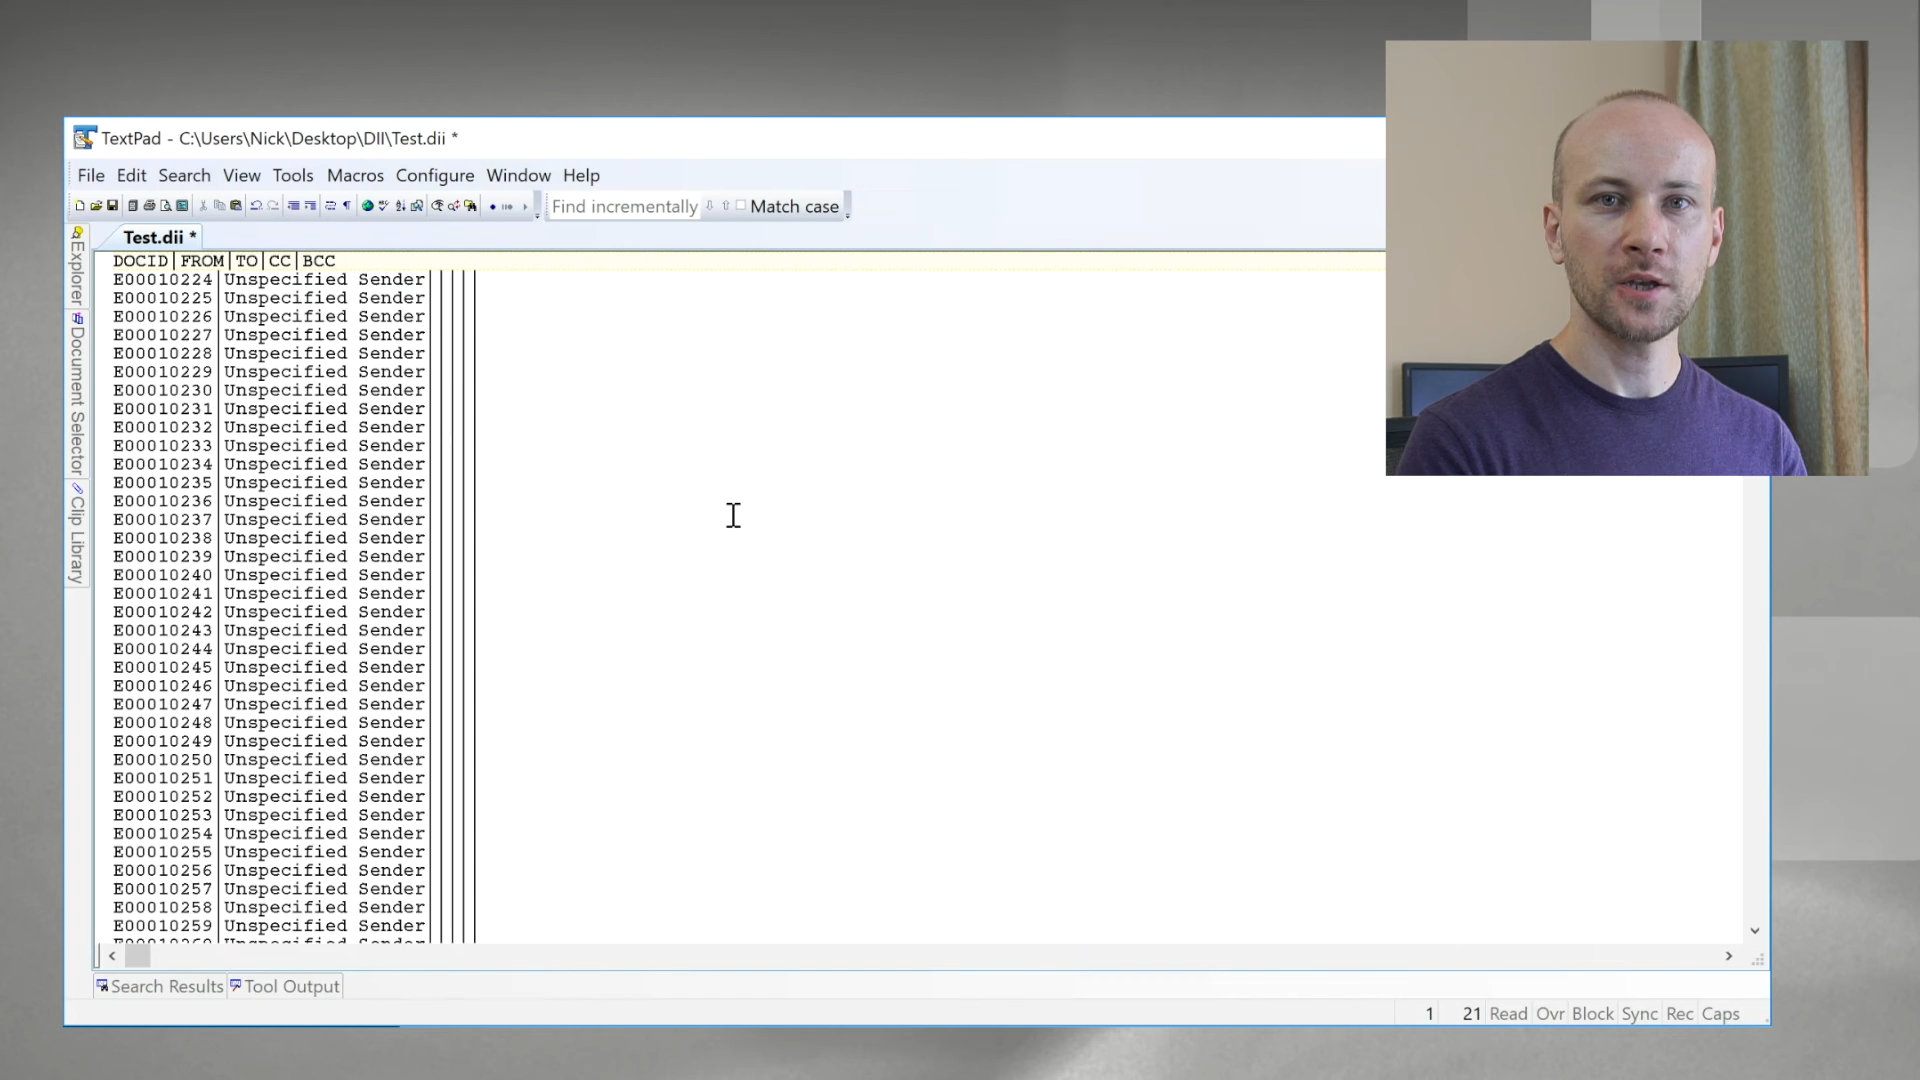 TextPad - C:\Users\Nick\Desktop\DII\Test.dii *
File Edit Search View Tools Macros Configure Window Help
Find incrementally Match case
Explorer
Document Selector
Clip Library
Test.dii *
DOCID|FROM|TO|CC|BCC
E00010224|Unspecified Sender||||
E00010225|Unspecified Sender||||
E00010226|Unspecified Sender||||
E00010227|Unspecified Sender||||
E00010228|Unspecified Sender||||
E00010229|Unspecified Sender||||
E00010230|Unspecified Sender||||
E00010231|Unspecified Sender||||
E00010232|Unspecified Sender||||
E00010233|Unspecified Sender||||
E00010234|Unspecified Sender||||
E00010235|Unspecified Sender||||
E00010236|Unspecified Sender||||
E00010237|Unspecified Sender||||
E00010238|Unspecified Sender||||
E00010239|Unspecified Sender||||
E00010240|Unspecified Sender||||
E00010241|Unspecified Sender||||
E00010242|Unspecified Sender||||
E00010243|Unspecified Sender||||
E00010244|Unspecified Sender||||
E00010245|Unspecified Sender||||
E00010246|Unspecified Sender||||
E00010247|Unspecified Sender||||
E00010248|Unspecified Sender||||
E00010249|Unspecified Sender||||
E00010250|Unspecified Sender||||
E00010251|Unspecified Sender||||
E00010252|Unspecified Sender||||
E00010253|Unspecified Sender||||
E00010254|Unspecified Sender||||
E00010255|Unspecified Sender||||
E00010256|Unspecified Sender||||
E00010257|Unspecified Sender||||
E00010258|Unspecified Sender||||
E00010259|Unspecified Sender||||
Search Results Tool Output
1 21 Read Ovr Block Sync Rec Caps